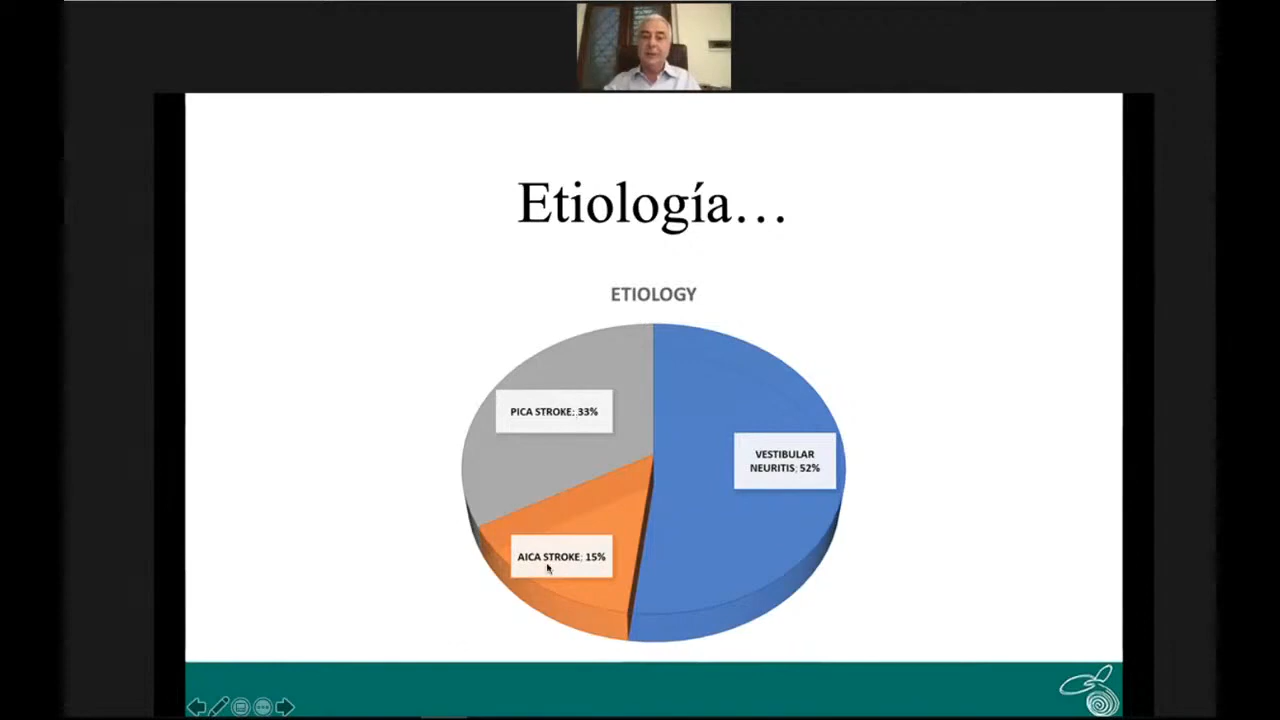 Etiología…
ETIOLOGY
PICA STROKE; 33%
VESTIBULAR
NEURITIS; 52%
AICA STROKE; 15%